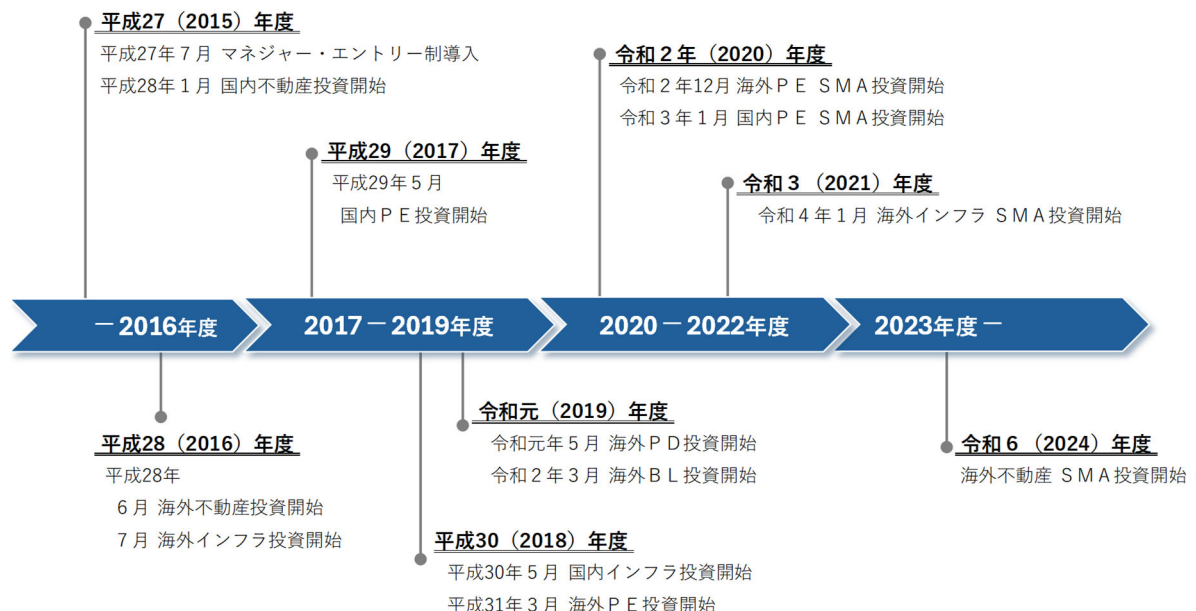 平成27（2015）年度
平成27年７月 マネジャー・エントリー制導入
平成28年１月 国内不動産投資開始
平成29（2017）年度
平成29年５月
国内ＰＥ投資開始
令和２年（2020）年度
令和２年12月 海外ＰＥ ＳＭＡ投資開始
令和３年１月 国内ＰＥ ＳＭＡ投資開始
令和３（2021）年度
令和４年１月 海外インフラ ＳＭＡ投資開始
－2016年度
2017－2019年度
2020－2022年度
2023年度－
平成28（2016）年度
平成28年
６月 海外不動産投資開始
７月 海外インフラ投資開始
令和元（2019）年度
令和元年５月 海外ＰＤ投資開始
令和２年３月 海外ＢＬ投資開始
平成30（2018）年度
平成30年５月 国内インフラ投資開始
平成31年３月 海外ＰＥ投資開始
令和６（2024）年度
海外不動産 ＳＭＡ投資開始